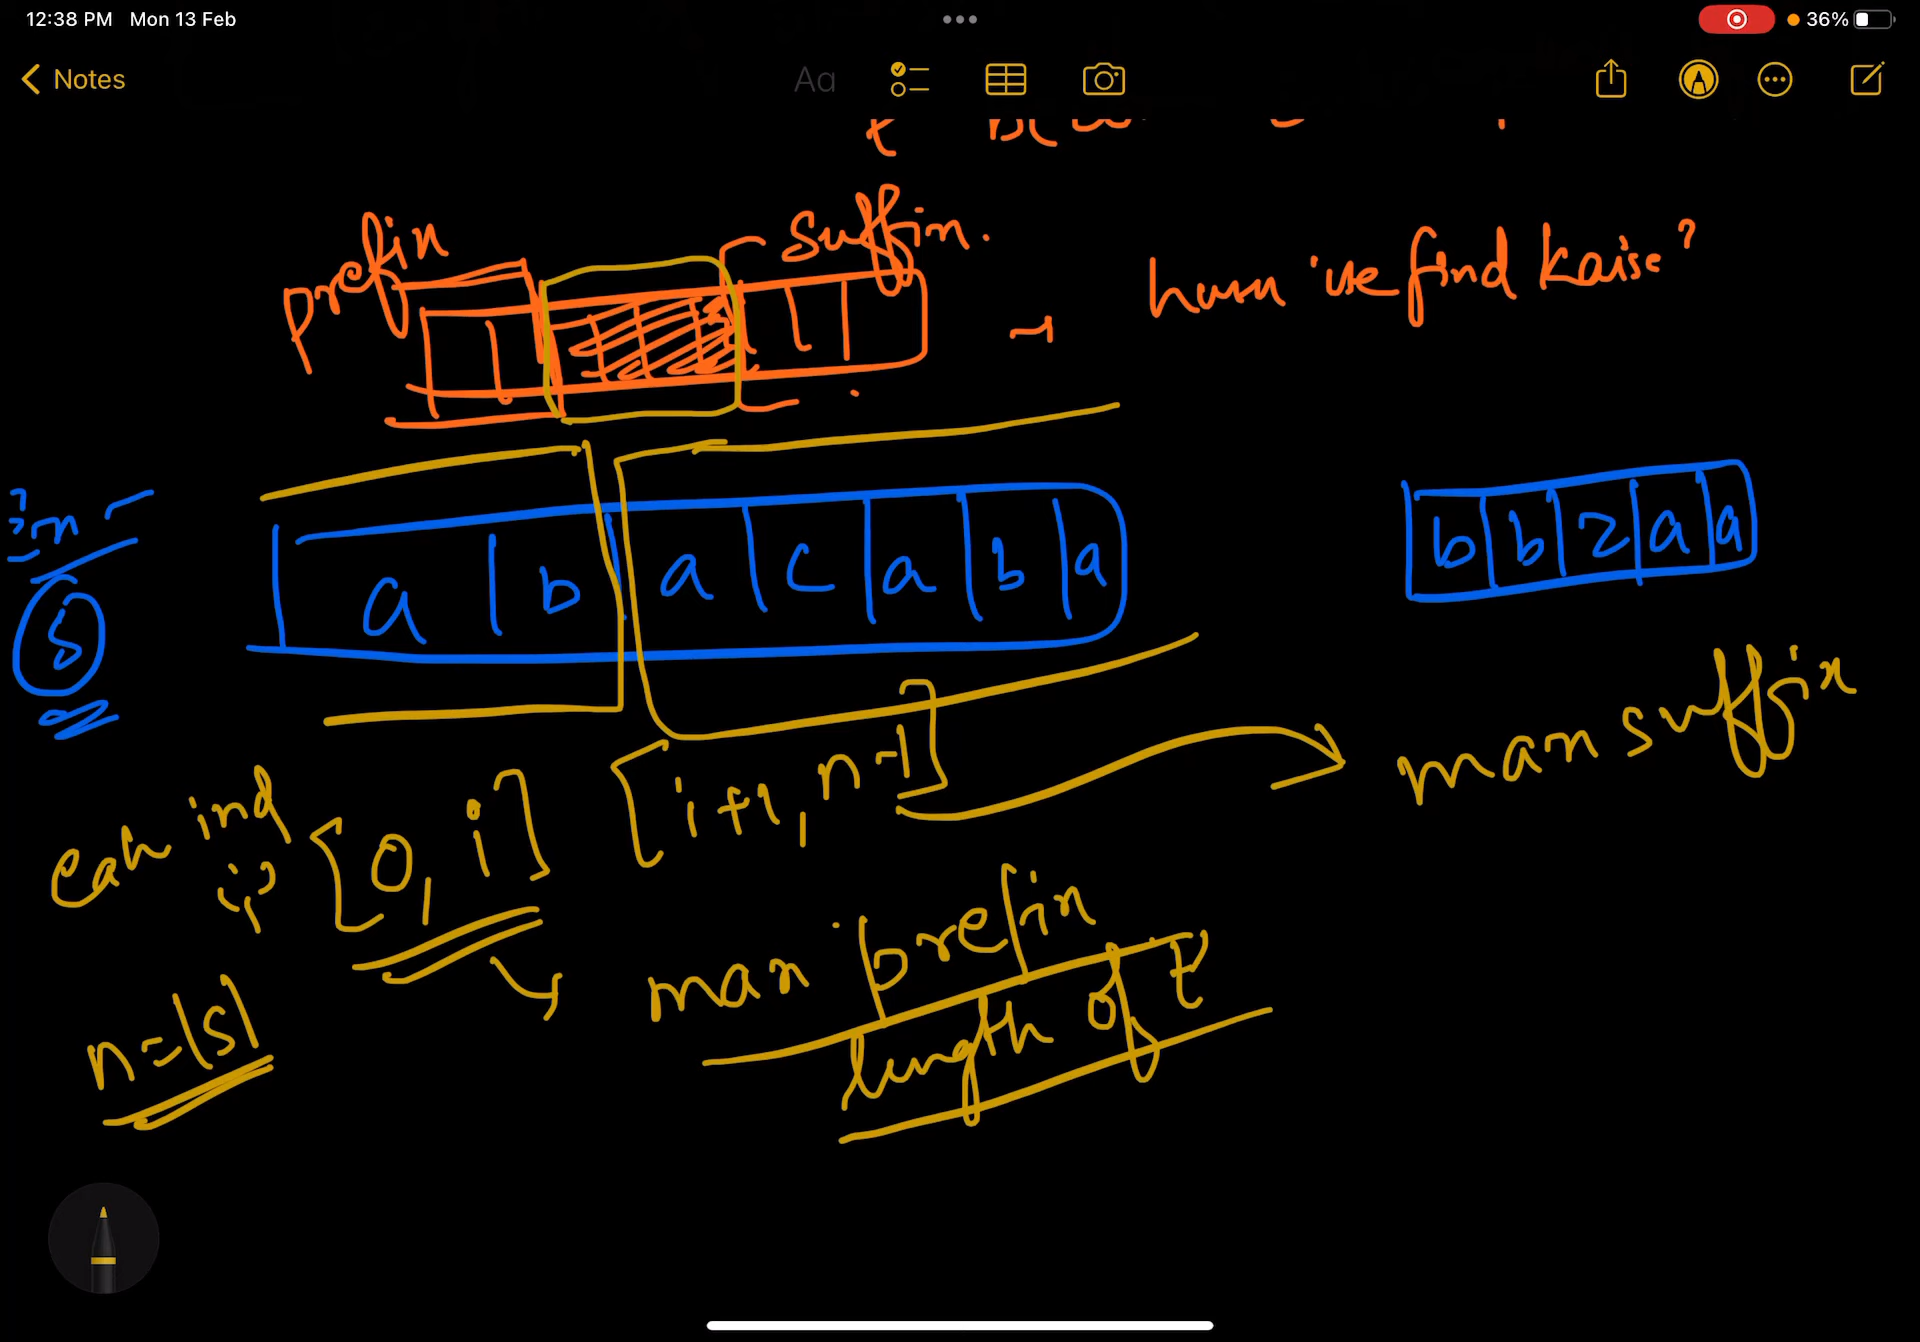 12:38 PM Mon 13 Feb
36%
Notes
Aa
prefix
suffix.
hum use find kaise?
S
a b a c a b a
b b z a a
each ind
i,
[0, i] [i+1, n-1]
max suffix
max prefix
length of t
n=|s|